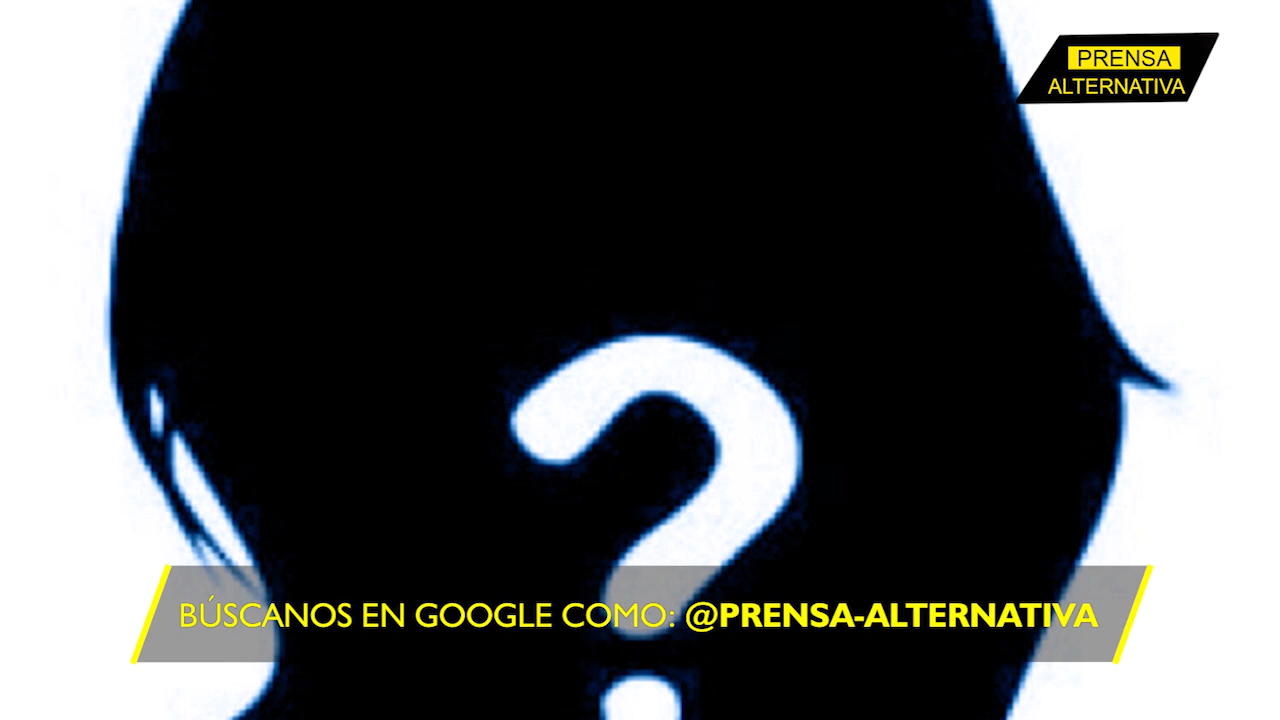 PRENSA
ALTERNATIVA
?
BÚSCANOS EN GOOGLE COMO: @PRENSA-ALTERNATIVA